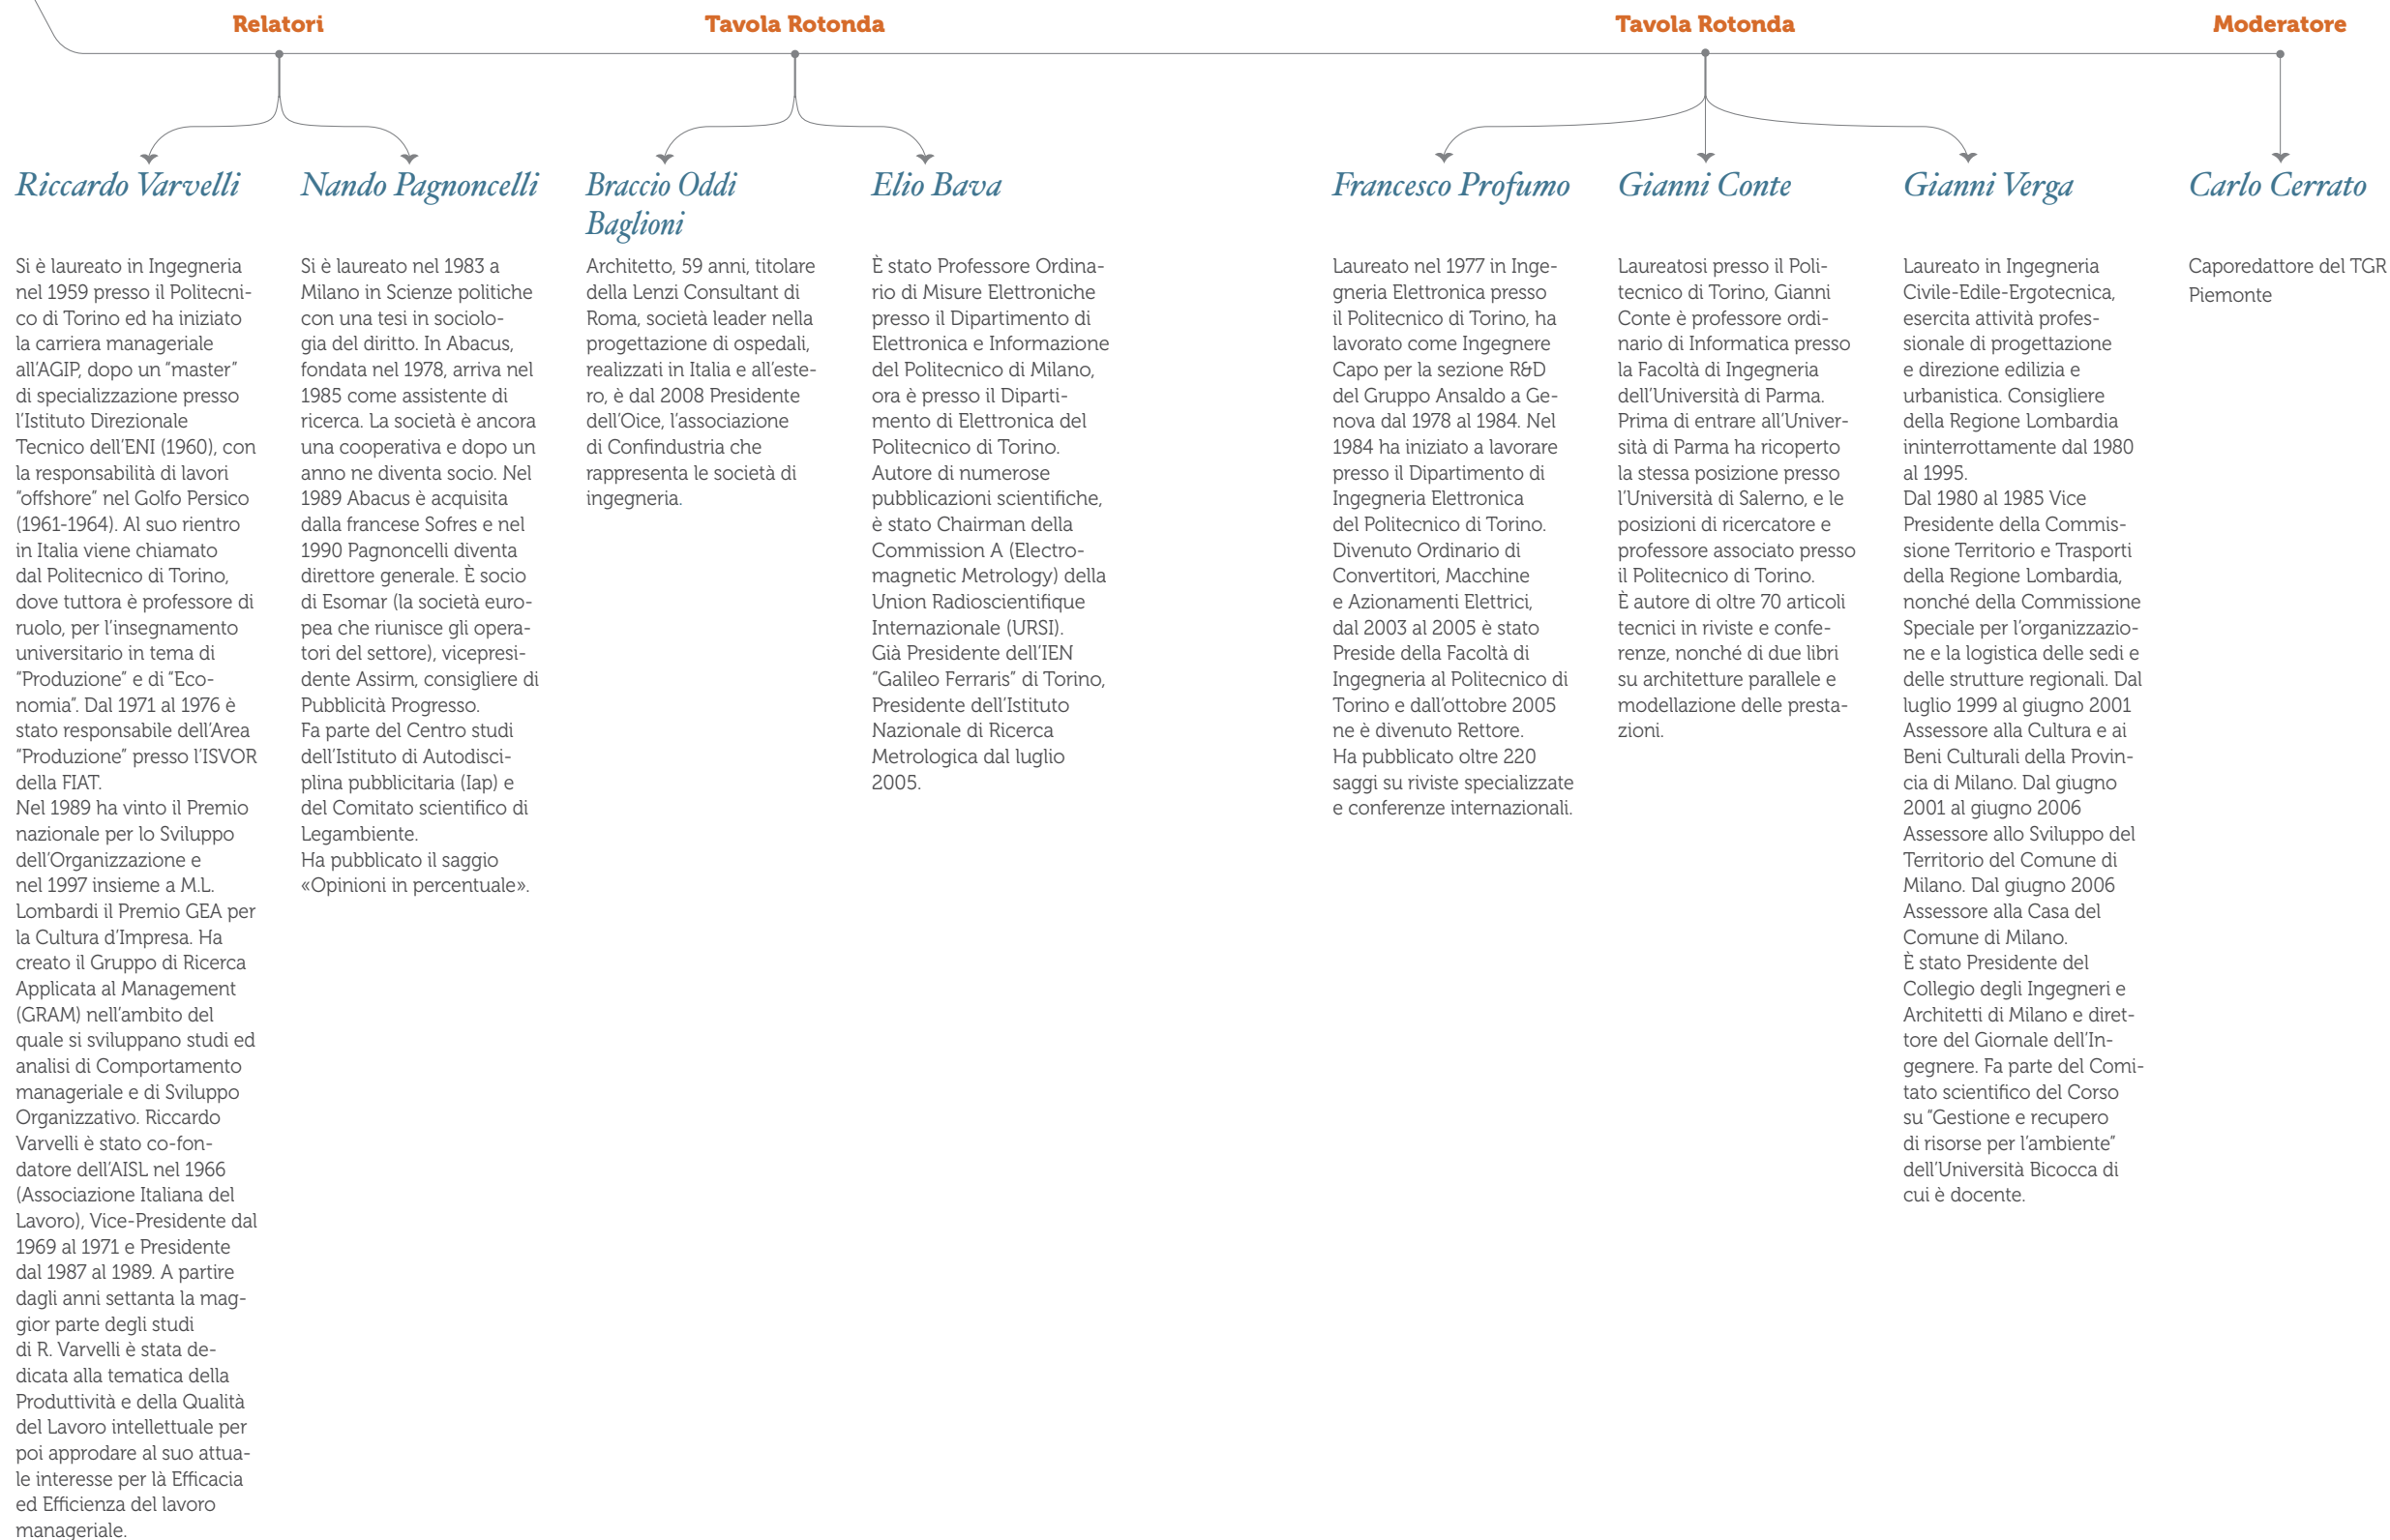 Relatori
Tavola Rotonda
Tavola Rotonda
Moderatore
Riccardo Varvelli
Si è laureato in Ingegneria
nel 1959 presso il Politecni-
co di Torino ed ha iniziato
la carriera manageriale
all'AGIP, dopo un "master"
di specializzazione presso
l'Istituto Direzionale
Tecnico dell'ENI (1960), con
la responsabilità di lavori
"offshore" nel Golfo Persico
(1961-1964). Al suo rientro
in Italia viene chiamato
dal Politecnico di Torino,
dove tuttora è professore di
ruolo, per l'insegnamento
universitario in tema di
"Produzione" e di "Eco-
nomia". Dal 1971 al 1976 è
stato responsabile dell'Area
"Produzione" presso l'ISVOR
della FIAT.
Nel 1989 ha vinto il Premio
nazionale per lo Sviluppo
dell'Organizzazione e
nel 1997 insieme a M.L.
Lombardi il Premio GEA per
la Cultura d'Impresa. Ha
creato il Gruppo di Ricerca
Applicata al Management
(GRAM) nell'ambito del
quale si sviluppano studi ed
analisi di Comportamento
manageriale e di Sviluppo
Organizzativo. Riccardo
Varvelli è stato co-fon-
datore dell'AISL nel 1966
(Associazione Italiana del
Lavoro), Vice-Presidente dal
1969 al 1971 e Presidente
dal 1987 al 1989. A partire
dagli anni settanta la mag-
gior parte degli studi
di R. Varvelli è stata de-
dicata alla tematica della
Produttività e della Qualità
del Lavoro intellettuale per
poi approdare al suo attua-
le interesse per là Efficacia
ed Efficienza del lavoro
manageriale.
Nando Pagnoncelli
Si è laureato nel 1983 a
Milano in Scienze politiche
con una tesi in sociolo-
gia del diritto. In Abacus,
fondata nel 1978, arriva nel
1985 come assistente di
ricerca. La società è ancora
una cooperativa e dopo un
anno ne diventa socio. Nel
1989 Abacus è acquisita
dalla francese Sofres e nel
1990 Pagnoncelli diventa
direttore generale. È socio
di Esomar (la società euro-
pea che riunisce gli opera-
tori del settore), vicepresi-
dente Assirm, consigliere di
Pubblicità Progresso.
Fa parte del Centro studi
dell'Istituto di Autodisci-
plina pubblicitaria (Iap) e
del Comitato scientifico di
Legambiente.
Ha pubblicato il saggio
«Opinioni in percentuale».
Braccio Oddi
Baglioni
Architetto, 59 anni, titolare
della Lenzi Consultant di
Roma, società leader nella
progettazione di ospedali,
realizzati in Italia e all'este-
ro, è dal 2008 Presidente
dell'Oice, l'associazione
di Confindustria che
rappresenta le società di
ingegneria.
Elio Bava
È stato Professore Ordina-
rio di Misure Elettroniche
presso il Dipartimento di
Elettronica e Informazione
del Politecnico di Milano,
ora è presso il Diparti-
mento di Elettronica del
Politecnico di Torino.
Autore di numerose
pubblicazioni scientifiche,
è stato Chairman della
Commission A (Electro-
magnetic Metrology) della
Union Radioscientifique
Internazionale (URSI).
Già Presidente dell'IEN
"Galileo Ferraris" di Torino,
Presidente dell'Istituto
Nazionale di Ricerca
Metrologica dal luglio
2005.
Francesco Profumo
Laureato nel 1977 in Inge-
gneria Elettronica presso
il Politecnico di Torino, ha
lavorato come Ingegnere
Capo per la sezione R&D
del Gruppo Ansaldo a Ge-
nova dal 1978 al 1984. Nel
1984 ha iniziato a lavorare
presso il Dipartimento di
Ingegneria Elettronica
del Politecnico di Torino.
Divenuto Ordinario di
Convertitori, Macchine
e Azionamenti Elettrici,
dal 2003 al 2005 è stato
Preside della Facoltà di
Ingegneria al Politecnico di
Torino e dall'ottobre 2005
ne è divenuto Rettore.
Ha pubblicato oltre 220
saggi su riviste specializzate
e conferenze internazionali.
Gianni Conte
Laureatosi presso il Poli-
tecnico di Torino, Gianni
Conte è professore ordi-
nario di Informatica presso
la Facoltà di Ingegneria
dell'Università di Parma.
Prima di entrare all'Univer-
sità di Parma ha ricoperto
la stessa posizione presso
l'Università di Salerno, e le
posizioni di ricercatore e
professore associato presso
il Politecnico di Torino.
È autore di oltre 70 articoli
tecnici in riviste e confe-
renze, nonché di due libri
su architetture parallele e
modellazione delle presta-
zioni.
Gianni Verga
Laureato in Ingegneria
Civile-Edile-Ergotecnica,
esercita attività profes-
sionale di progettazione
e direzione edilizia e
urbanistica. Consigliere
della Regione Lombardia
ininterrottamente dal 1980
al 1995.
Dal 1980 al 1985 Vice
Presidente della Commis-
sione Territorio e Trasporti
della Regione Lombardia,
nonché della Commissione
Speciale per l'organizzazio-
ne e la logistica delle sedi e
delle strutture regionali. Dal
luglio 1999 al giugno 2001
Assessore alla Cultura e ai
Beni Culturali della Provin-
cia di Milano. Dal giugno
2001 al giugno 2006
Assessore allo Sviluppo del
Territorio del Comune di
Milano. Dal giugno 2006
Assessore alla Casa del
Comune di Milano.
È stato Presidente del
Collegio degli Ingegneri e
Architetti di Milano e diret-
tore del Giornale dell'In-
gegnere. Fa parte del Comi-
tato scientifico del Corso
su "Gestione e recupero
di risorse per l'ambiente"
dell'Università Bicocca di
cui è docente.
Carlo Cerrato
Caporedattore del TGR
Piemonte